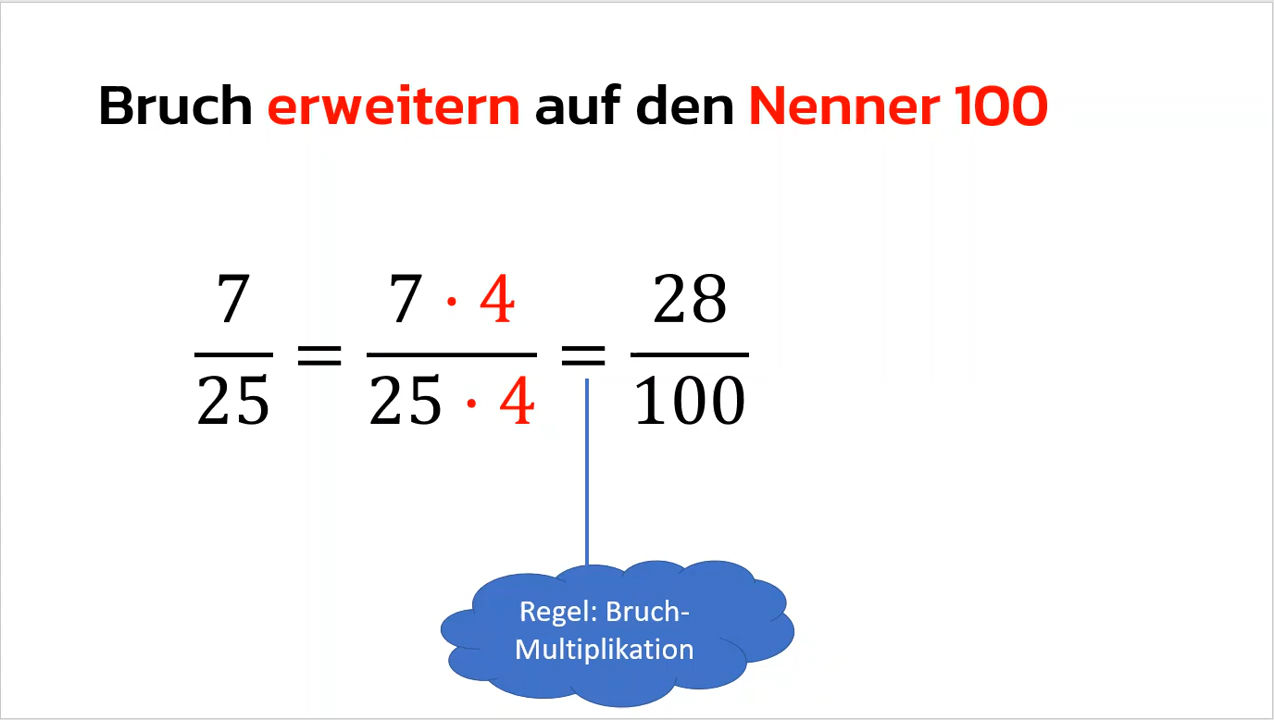 Bruch erweitern auf den Nenner 100
7/25 = 7 · 4/25 · 4 = 28/100
Regel: Bruch-
Multiplikation